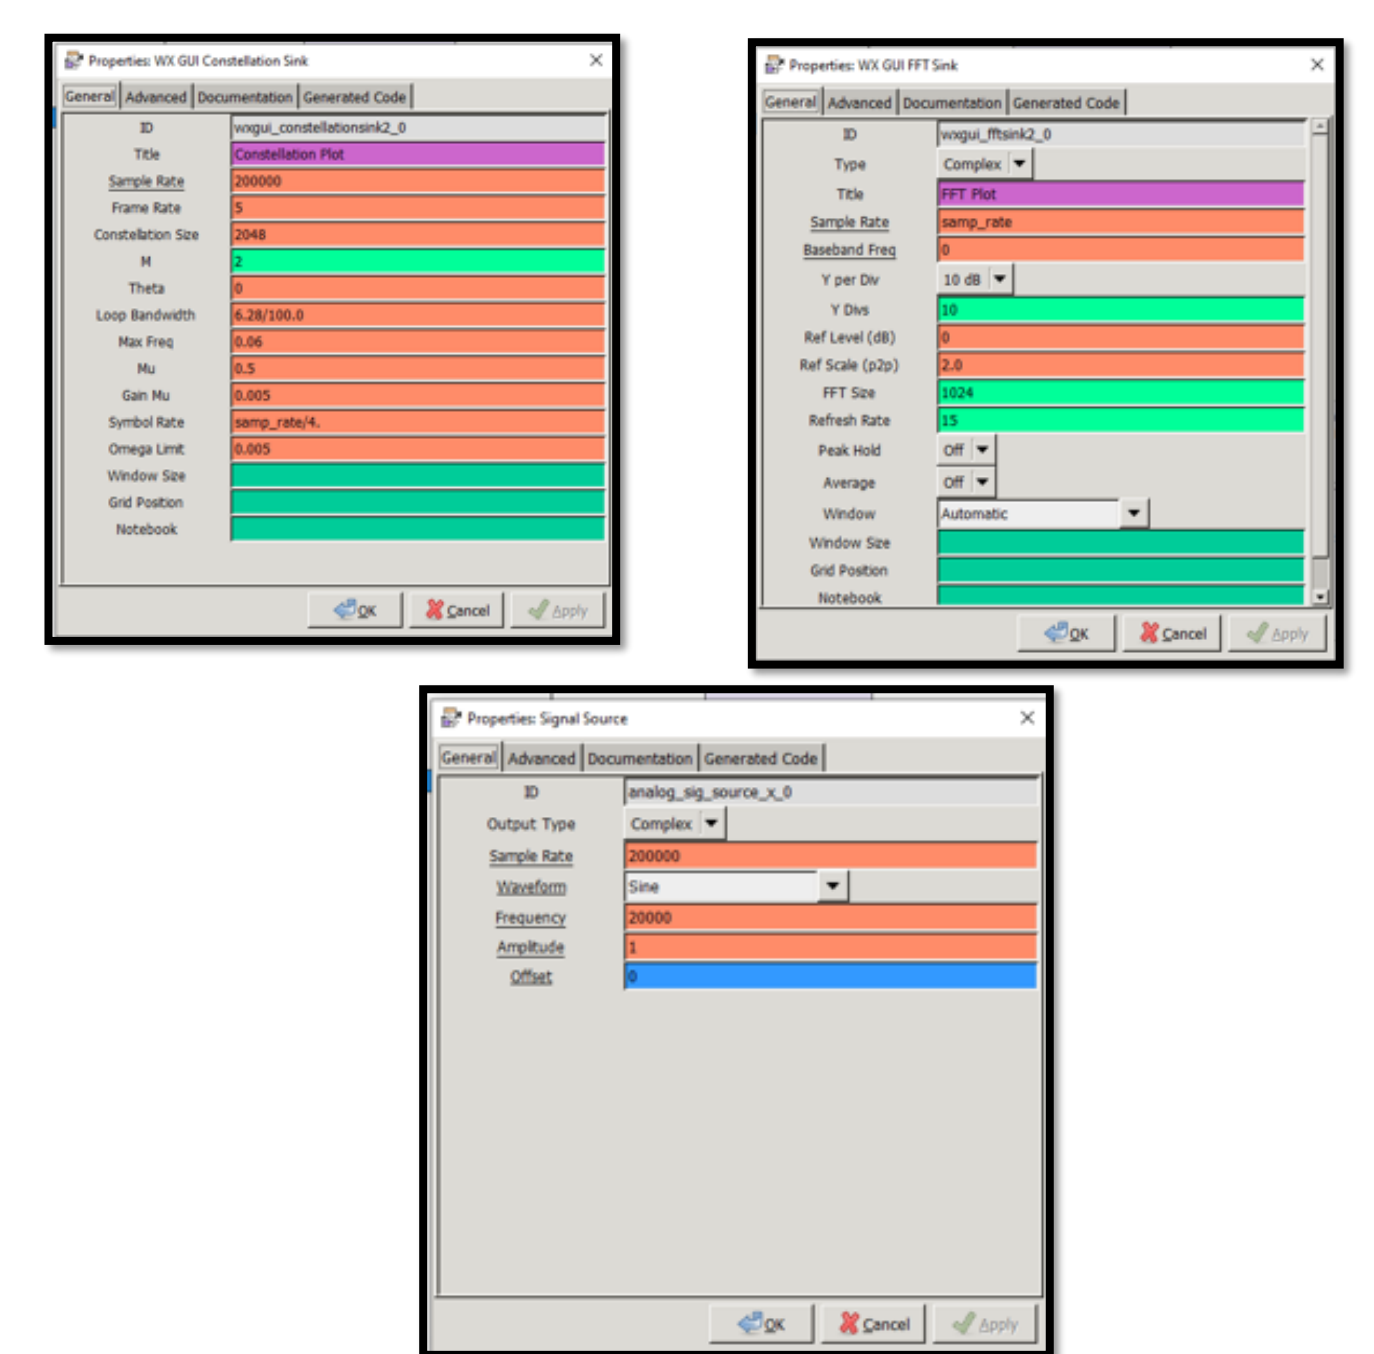 Properties: WX GUI Constellation Sink
General Advanced Documentation Generated Code
ID wxgui_constellationsink2_0
Title Constellation Plot
Sample Rate 200000
Frame Rate 5
Constellation Size 2048
M 2
Theta 0
Loop Bandwidth 6.28/100.0
Max Freq 0.06
Mu 0.5
Gain Mu 0.005
Symbol Rate samp_rate/4.
Omega Limit 0.005
Window Size
Grid Position
Notebook
OK Cancel Apply
Properties: WX GUI FFT Sink
General Advanced Documentation Generated Code
ID wxgui_fftsink2_0
Type Complex
Title FFT Plot
Sample Rate samp_rate
Baseband Freq 0
Y per Div 10 dB
Y Divs 10
Ref Level (dB) 0
Ref Scale (p2p) 2.0
FFT Size 1024
Refresh Rate 15
Peak Hold Off
Average Off
Window Automatic
Window Size
Grid Position
Notebook
OK Cancel Apply
Properties: Signal Source
General Advanced Documentation Generated Code
ID analog_sig_source_x_0
Output Type Complex
Sample Rate 200000
Waveform Sine
Frequency 20000
Amplitude 1
Offset 0
OK Cancel Apply